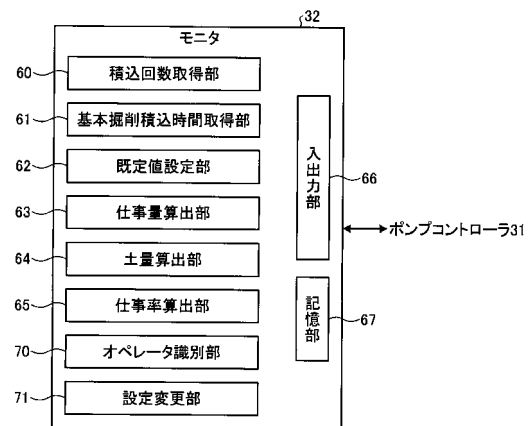 32
モニタ
60 積込回数取得部
61 基本掘削積込時間取得部
62 既定値設定部
63 仕事量算出部
64 土量算出部
65 仕事率算出部
70 オペレータ識別部
71 設定変更部
入出力部 66
記憶部 67
ポンプコントローラ31